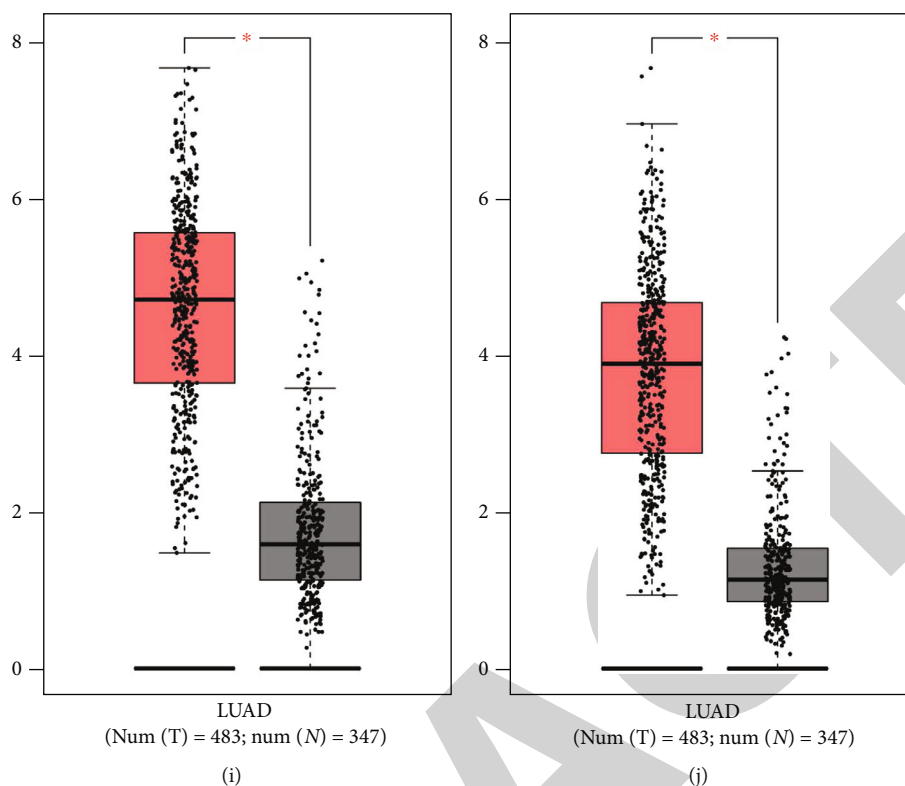 8
6
4
2
0
*
LUAD
(Num (T) = 483; num (N) = 347)
(i)
8
6
4
2
0
*
LUAD
(Num (T) = 483; num (N) = 347)
(j)